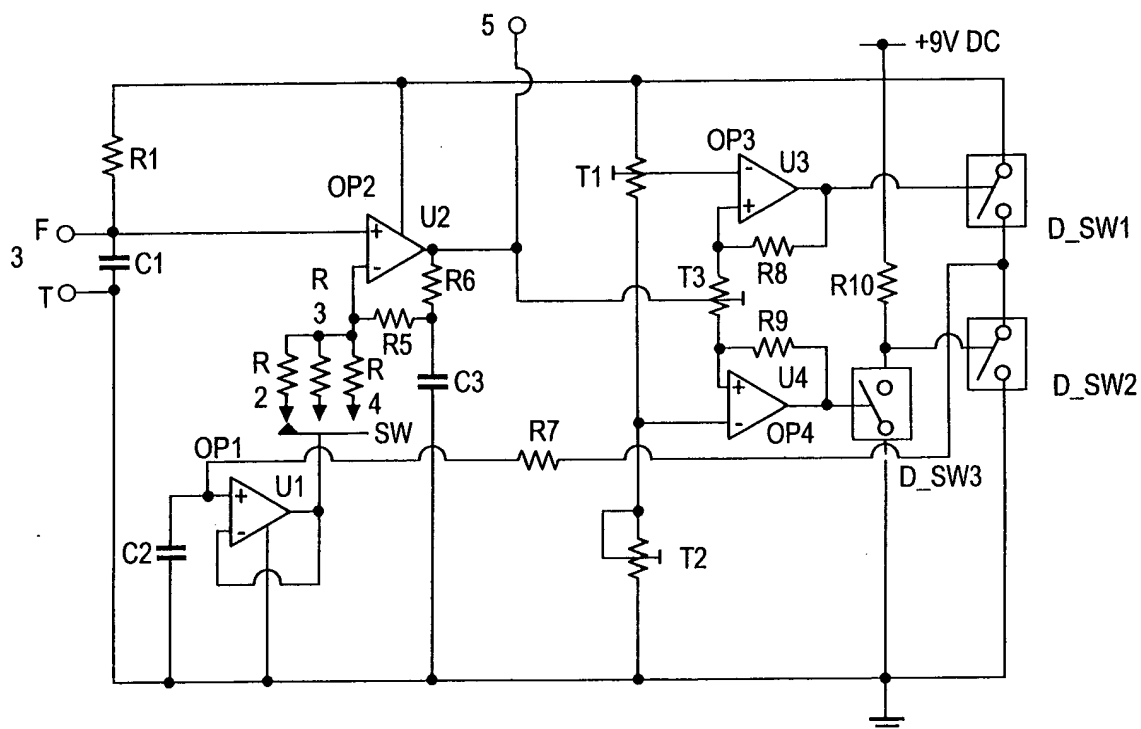 5
+9V DC
R1
OP3
U3
T1
-
+
OP2
U2
F
3
C1
T
+
-
D_SW1
R8
R6
R
3
T3
R10
R5
R9
R
2
R
4
C3
U4
+
-
OP4
D_SW2
SW
R7
OP1
U1
D_SW3
+
-
C2
T2